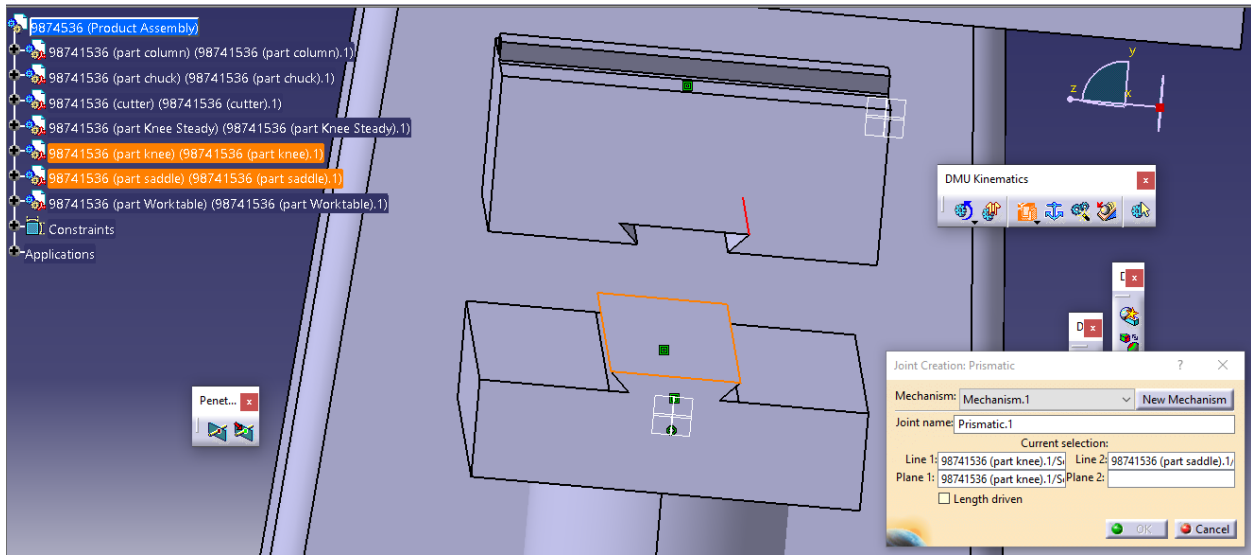 9874536 (Product Assembly)
98741536 (part column) (98741536 (part column).1)
98741536 (part chuck) (98741536 (part chuck).1)
98741536 (cutter) (98741536 (cutter).1)
98741536 (part Knee Steady) (98741536 (part Knee Steady).1)
98741536 (part knee) (98741536 (part knee).1)
98741536 (part saddle) (98741536 (part saddle).1)
98741536 (part Worktable) (98741536 (part Worktable).1)
Constraints
Applications
y
z
x
DMU Kinematics
D
Penet...
Joint Creation: Prismatic
Mechanism: Mechanism.1 New Mechanism
Joint name: Prismatic.1
Current selection:
Line 1: 98741536 (part knee).1/S Line 2: 98741536 (part saddle).1/
Plane 1: 98741536 (part knee).1/S Plane 2:
Length driven
OK Cancel